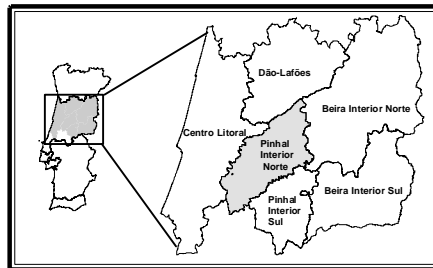 Dão-Lafões
Beira Interior Norte
Centro Litoral
Pinhal
Interior
Norte
Beira Interior Sul
Pinhal
Interior
Sul